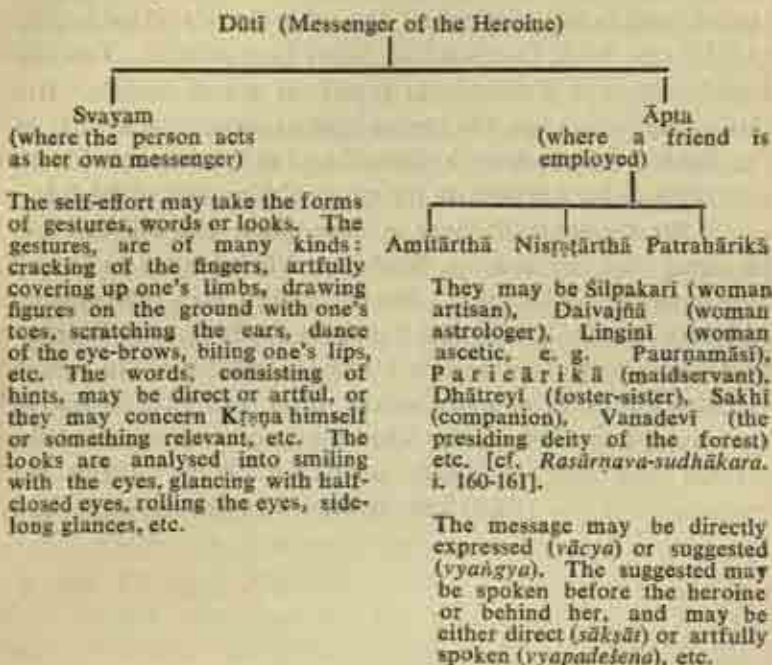 Dūtī (Messenger of the Heroine)
Svayam
(where the person acts
as her own messenger)
The self-effort may take the forms
of gestures, words or looks. The
gestures, are of many kinds:
cracking of the fingers, artfully
covering up one's limbs, drawing
figures on the ground with one's
toes, scratching the ears, dance
of the eye-brows, biting one's lips,
etc. The words, consisting of
hints, may be direct or artful, or
they may concern Kṛṣṇa himself
or something relevant, etc. The
looks are analysed into smiling
with the eyes, glancing with half-
closed eyes, rolling the eyes, side-
long glances, etc.
Āpta
(where a friend is
employed)
Amitārthā Nisṛṣṭārthā Patrahārikā
They may be Śilpakarī (woman
artisan), Daivajñā (woman
astrologer), Liṅginī (woman
ascetic, e. g. Paurṇamāsī),
Paricārikā (maidservant),
Dhātreyī (foster-sister), Sakhī
(companion), Vanadevī (the
presiding deity of the forest)
etc. [cf. Rasārṇava-sudhākara,
i. 160-161].
The message may be directly
expressed (vācya) or suggested
(vyaṅgya). The suggested may
be spoken before the heroine
or behind her, and may be
either direct (sākṣāt) or artfully
spoken (vyapadeśena), etc.